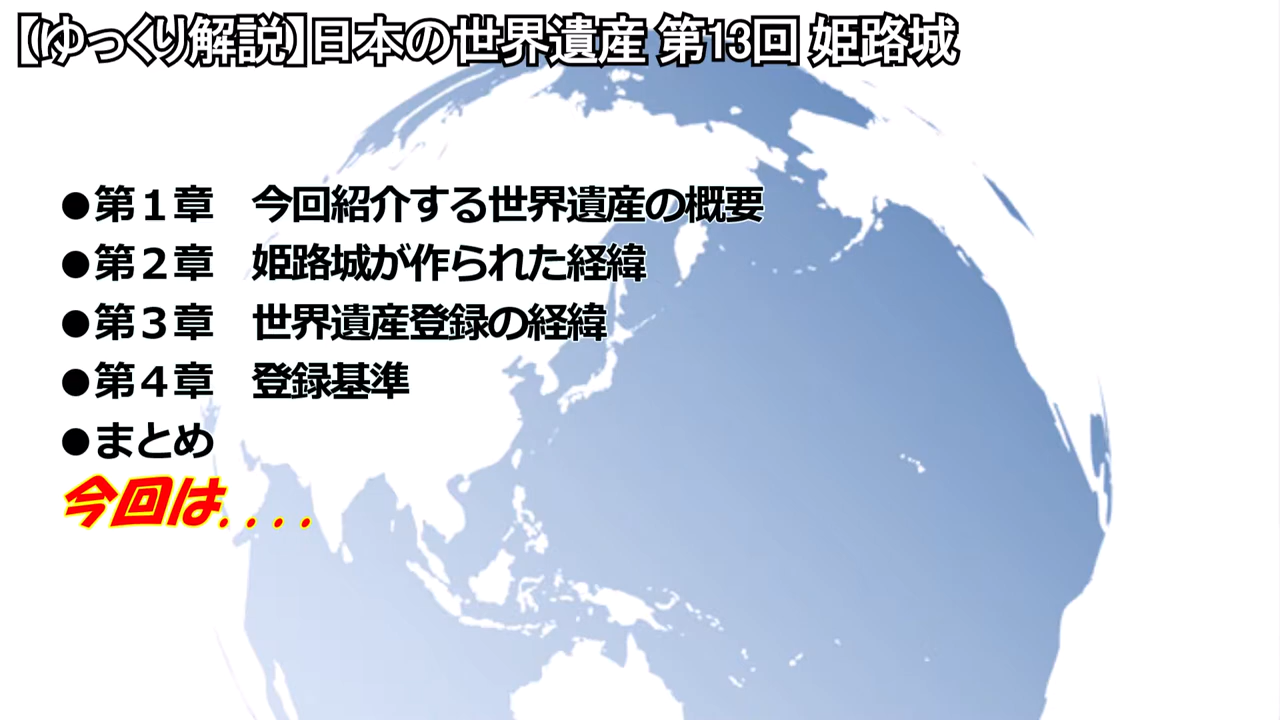 【ゆっくり解説】日本の世界遺産 第13回 姫路城
●第１章　今回紹介する世界遺産の概要
●第２章　姫路城が作られた経緯
●第３章　世界遺産登録の経緯
●第４章　登録基準
●まとめ
今回は．．．．